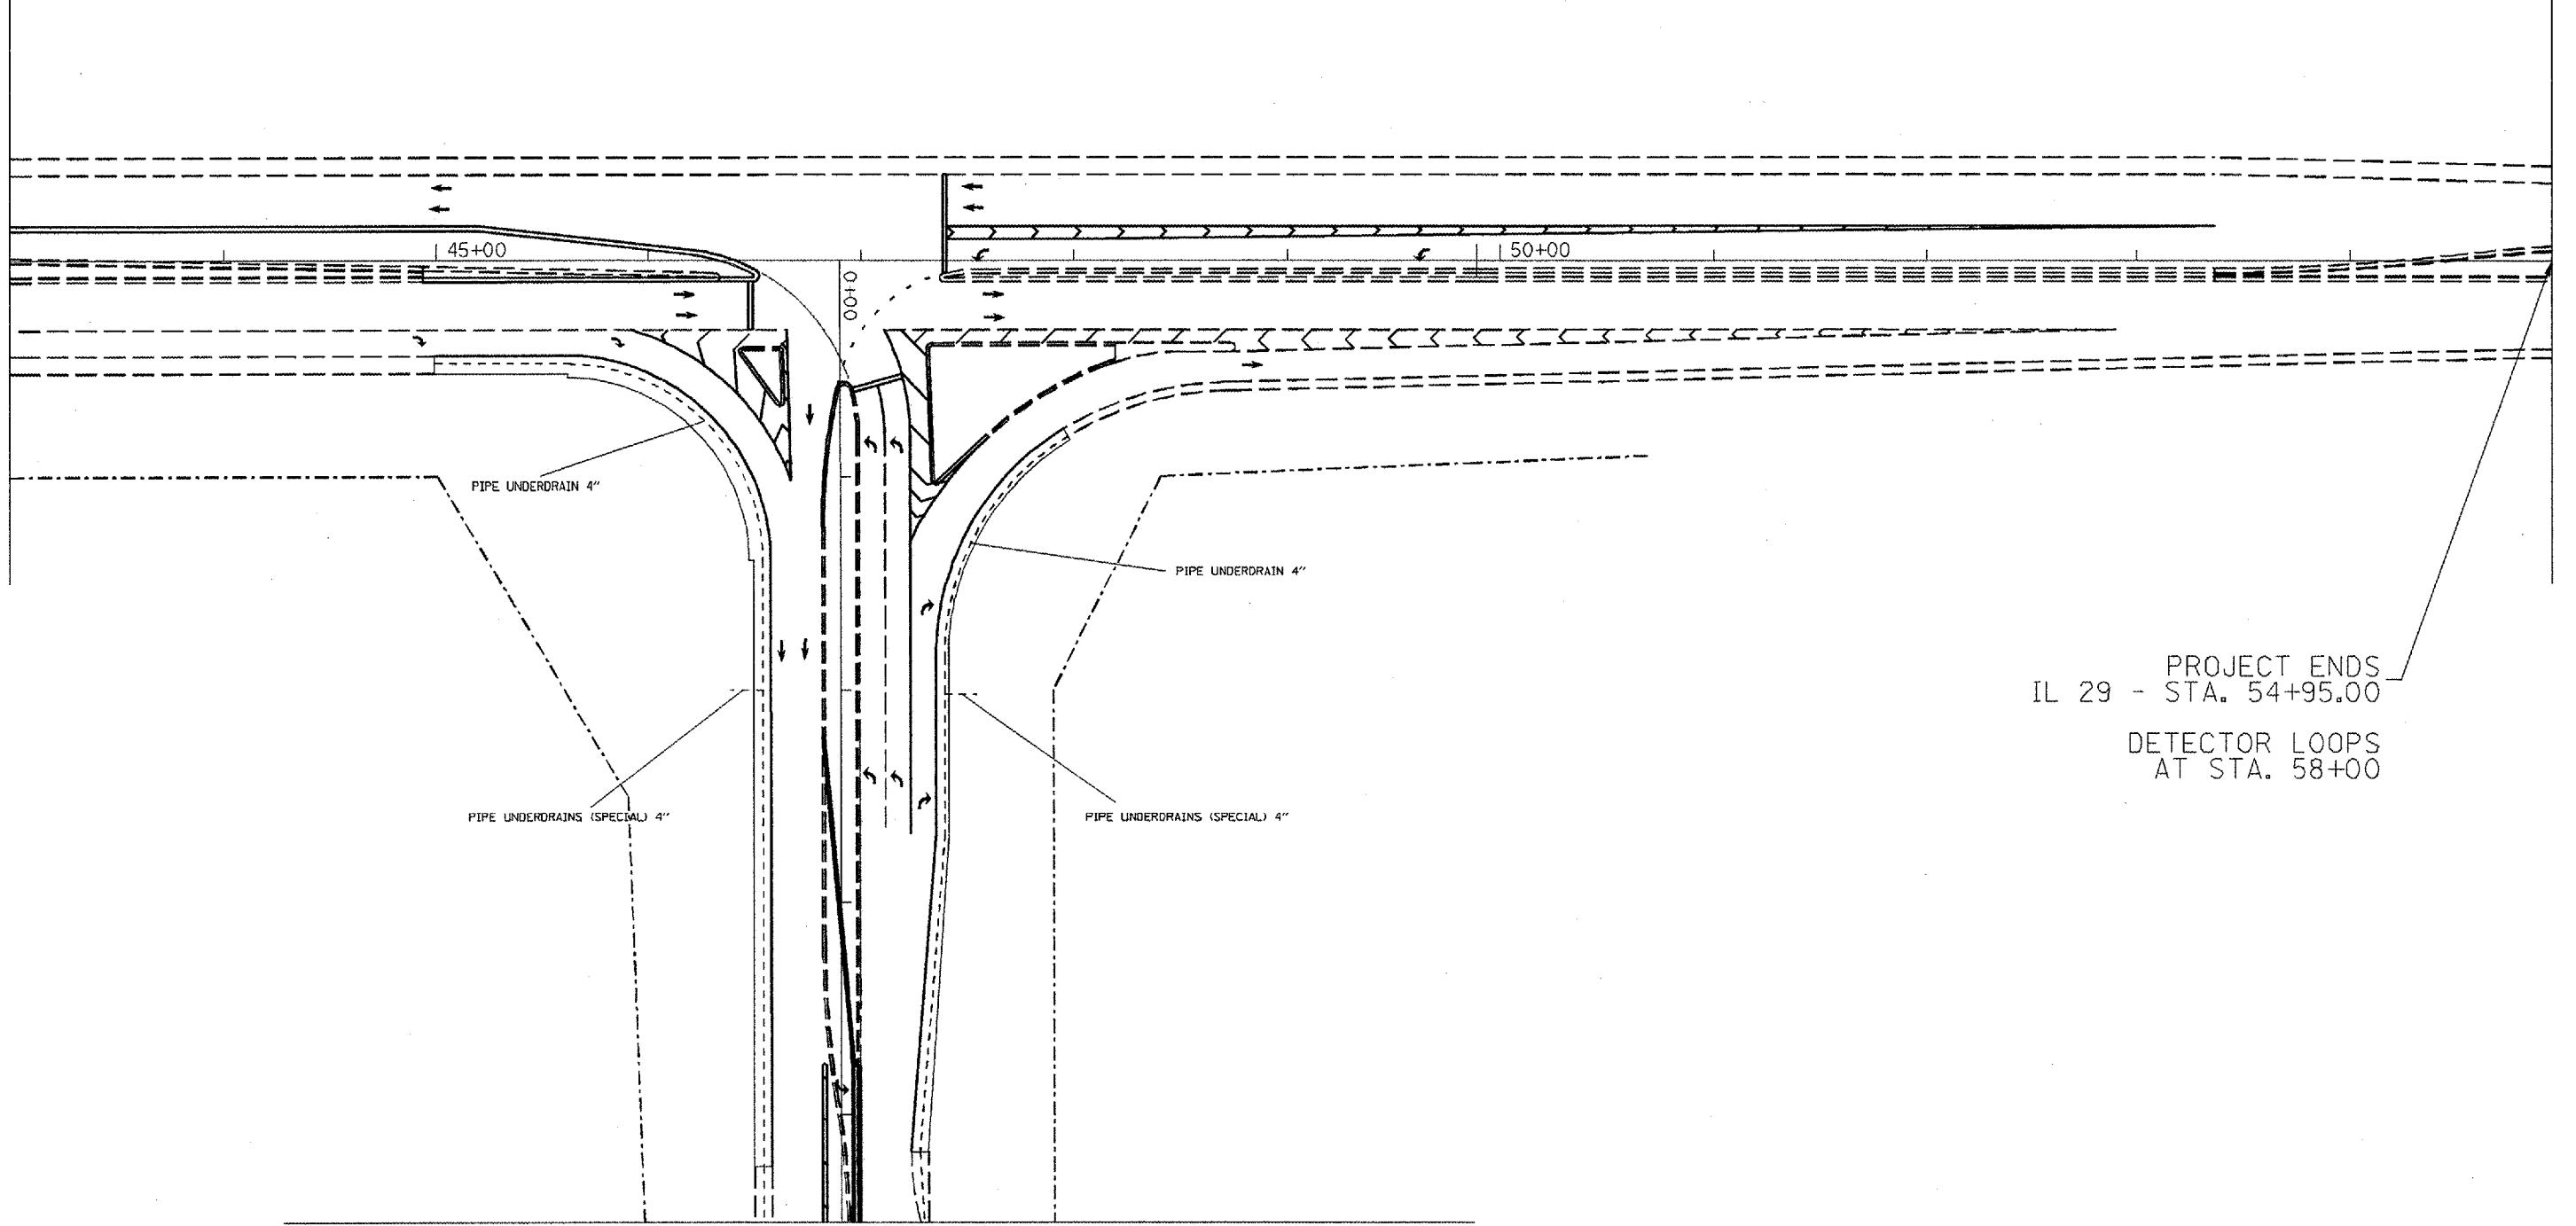 45+00
50+00
0+00
PIPE UNDERDRAIN 4"
PIPE UNDERDRAIN 4"
PROJECT ENDS
IL 29 - STA. 54+95.00
DETECTOR LOOPS
AT STA. 58+00
PIPE UNDERDRAINS (SPECIAL) 4"
PIPE UNDERDRAINS (SPECIAL) 4"